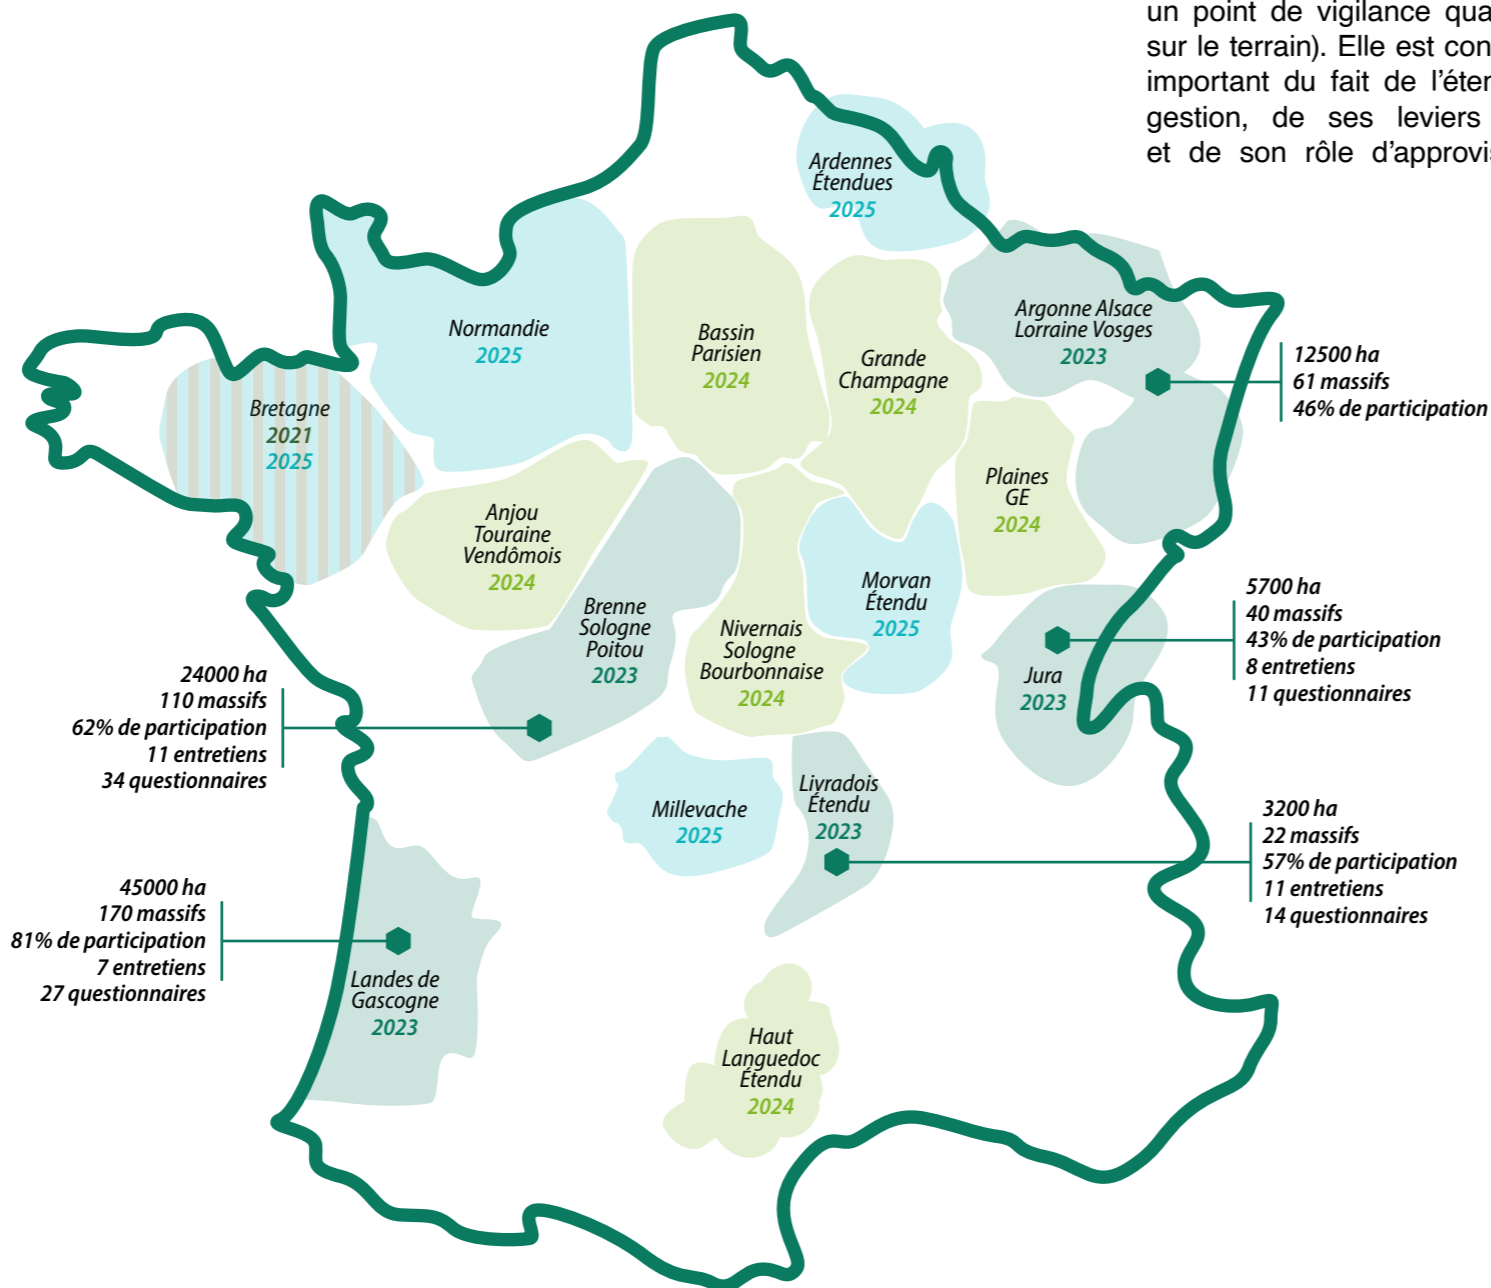 un point de vigilance qua
sur le terrain). Elle est con
important du fait de l'éter
gestion, de ses leviers
et de son rôle d'approvis
Ardennes
Étendues
2025
Normandie
2025
Bassin
Parisien
2024
Grande
Champagne
2024
Argonne Alsace
Lorraine Vosges
2023
12500 ha
61 massifs
46% de participation
Bretagne
2021
2025
Anjou
Touraine
Vendômois
2024
Plaines
GE
2024
Brenne
Sologne
Poitou
2023
Nivernais
Sologne
Bourbonnaise
2024
Morvan
Étendu
2025
Jura
2023
5700 ha
40 massifs
43% de participation
8 entretiens
11 questionnaires
24000 ha
110 massifs
62% de participation
11 entretiens
34 questionnaires
Millevache
2025
Livradois
Étendu
2023
3200 ha
22 massifs
57% de participation
11 entretiens
14 questionnaires
45000 ha
170 massifs
81% de participation
7 entretiens
27 questionnaires
Landes de
Gascogne
2023
Haut
Languedoc
Étendu
2024